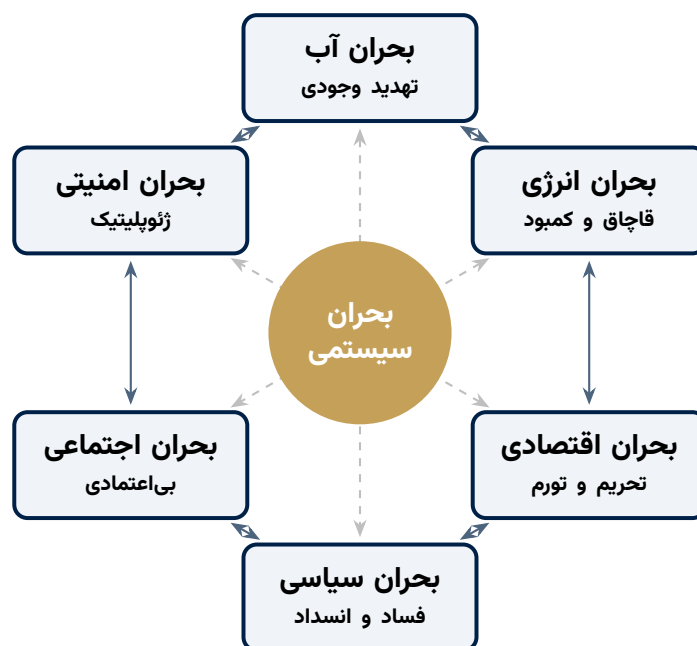 بحران آب
تهدید وجودی
بحران انرژی
قاچاق و کمبود
بحران امنیتی
ژئوپلیتیک
بحران
سیستمی
بحران اقتصادی
تحریم و تورم
بحران اجتماعی
بی‌اعتمادی
بحران سیاسی
فساد و انسداد